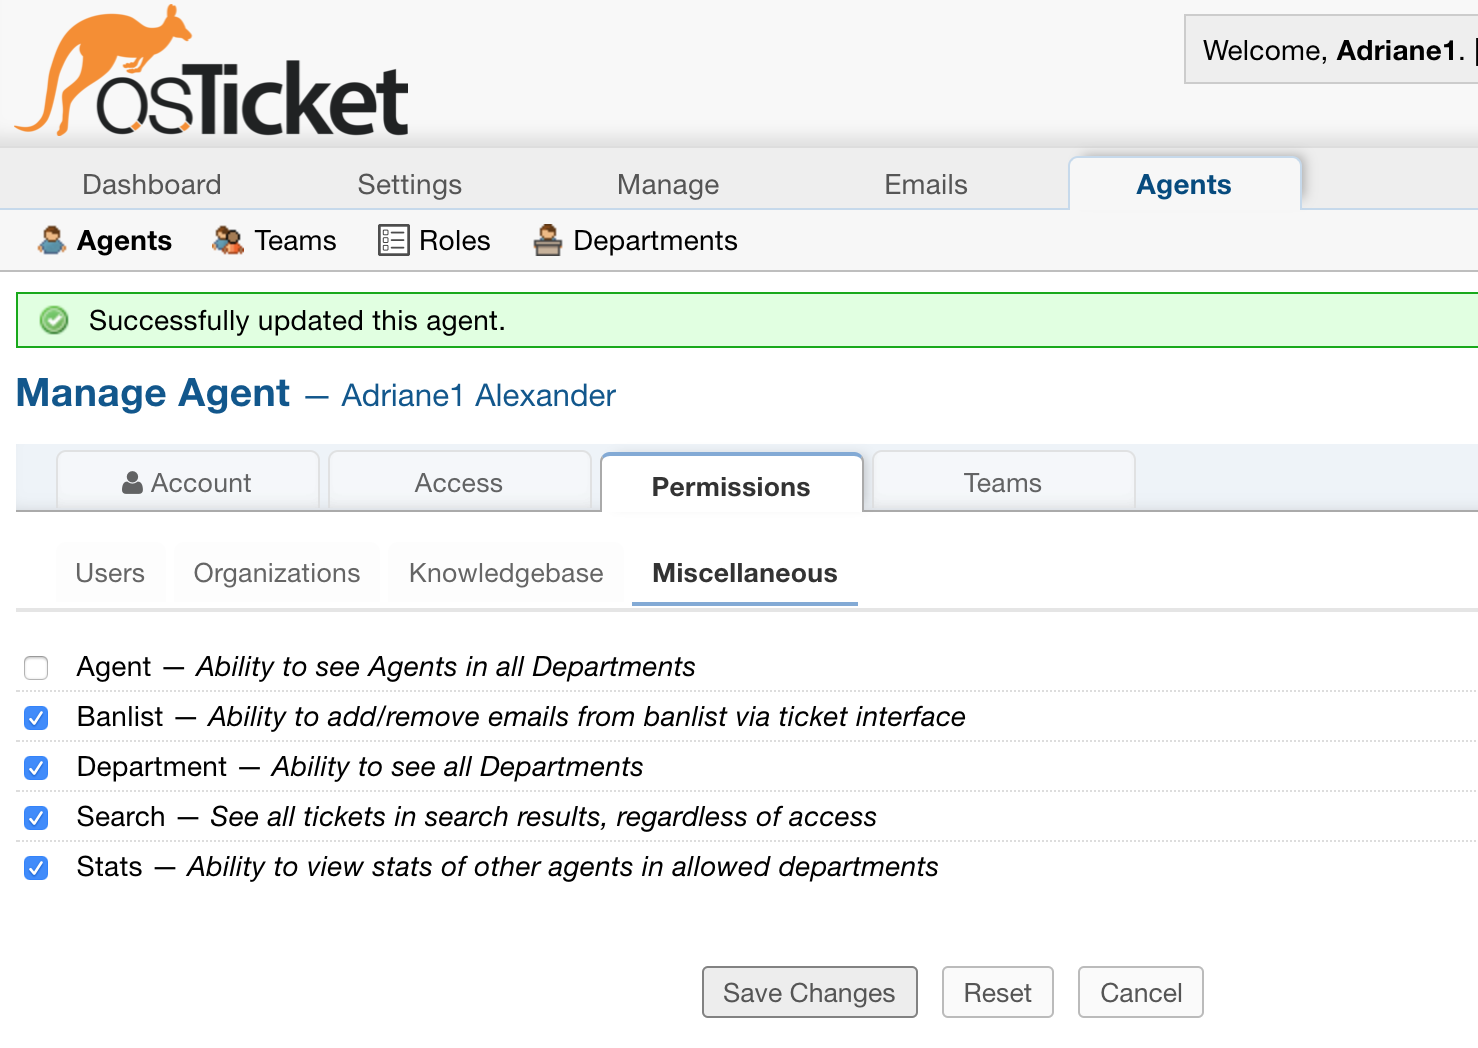 osTicket
Welcome, Adriane1.
Dashboard Settings Manage Emails Agents
Agents Teams Roles Departments
Successfully updated this agent.
Manage Agent — Adriane1 Alexander
Account Access Permissions Teams
Users Organizations Knowledgebase Miscellaneous
Agent — Ability to see Agents in all Departments
Banlist — Ability to add/remove emails from banlist via ticket interface
Department — Ability to see all Departments
Search — See all tickets in search results, regardless of access
Stats — Ability to view stats of other agents in allowed departments
Save Changes Reset Cancel